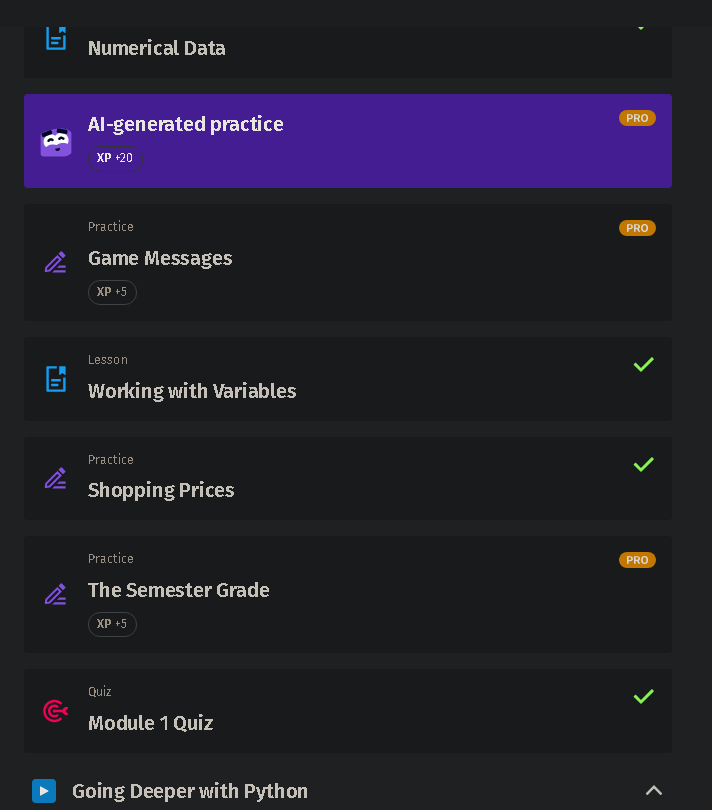 Numerical Data
AI-generated practice
PRO
XP +20
Practice
PRO
Game Messages
XP +5
Lesson
Working with Variables
Practice
Shopping Prices
Practice
PRO
The Semester Grade
XP +5
Quiz
Module 1 Quiz
Going Deeper with Python